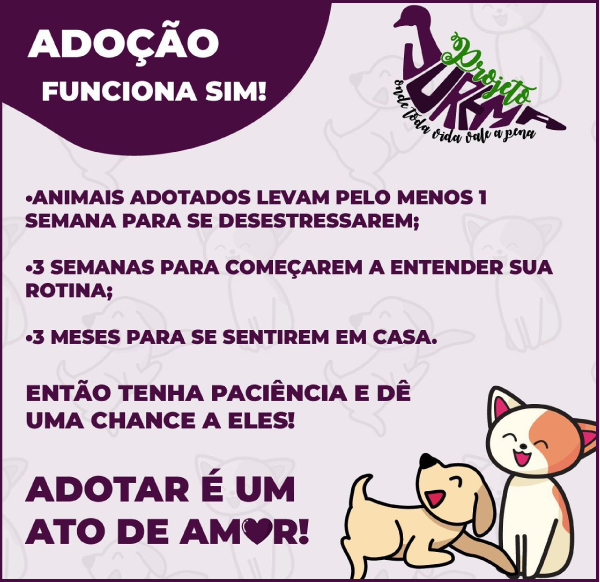 ADOÇÃO
FUNCIONA SIM!
Projeto
JUREMA
onde toda vida vale a pena
•ANIMAIS ADOTADOS LEVAM PELO MENOS 1
SEMANA PARA SE DESESTRESSAREM;
•3 SEMANAS PARA COMEÇAREM A ENTENDER SUA
ROTINA;
•3 MESES PARA SE SENTIREM EM CASA.
ENTÃO TENHA PACIÊNCIA E DÊ
UMA CHANCE A ELES!
ADOTAR É UM
ATO DE AM♥R!